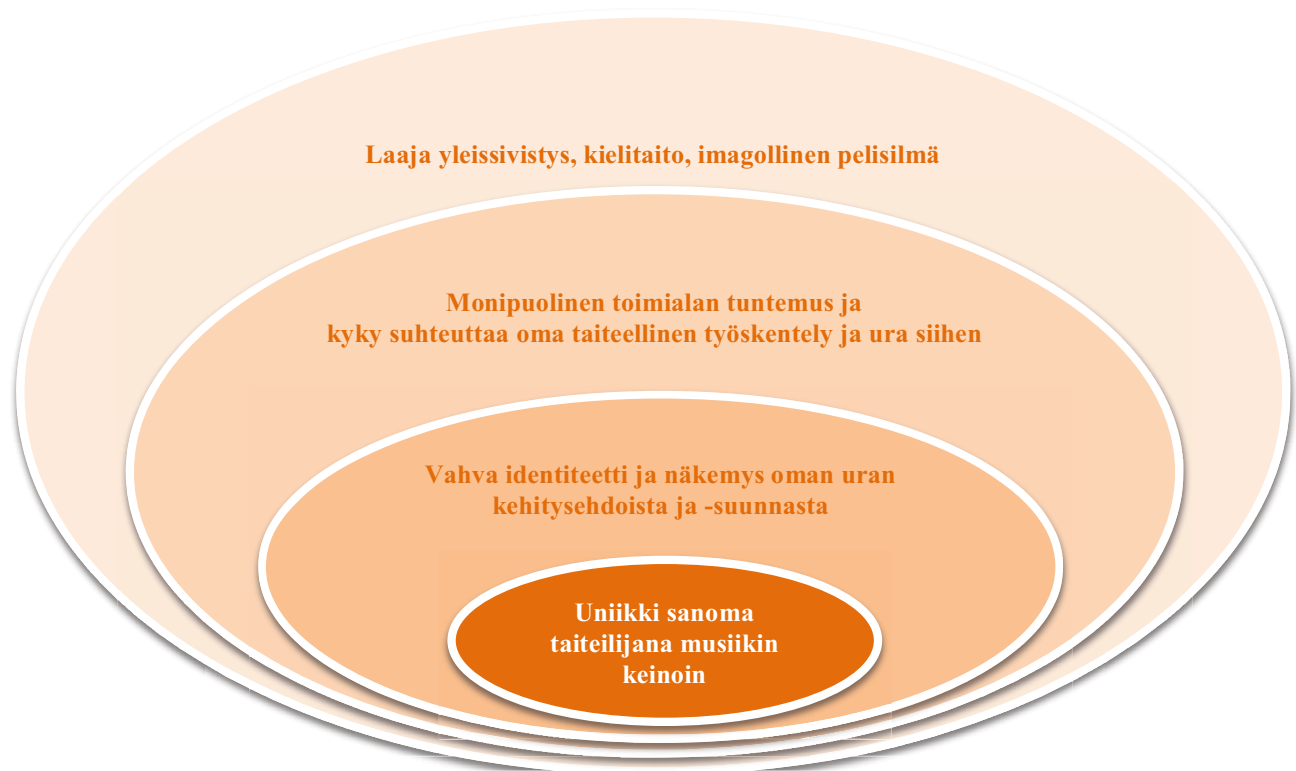 Laaja yleissivistys, kielitaito, imagollinen pelisilmä
Monipuolinen toimialan tuntemus ja
kyky suhteuttaa oma taiteellinen työskentely ja ura siihen
Vahva identiteetti ja näkemys oman uran
kehitysehdoista ja -suunnasta
Uniikki sanoma
taiteilijana musiikin
keinoin